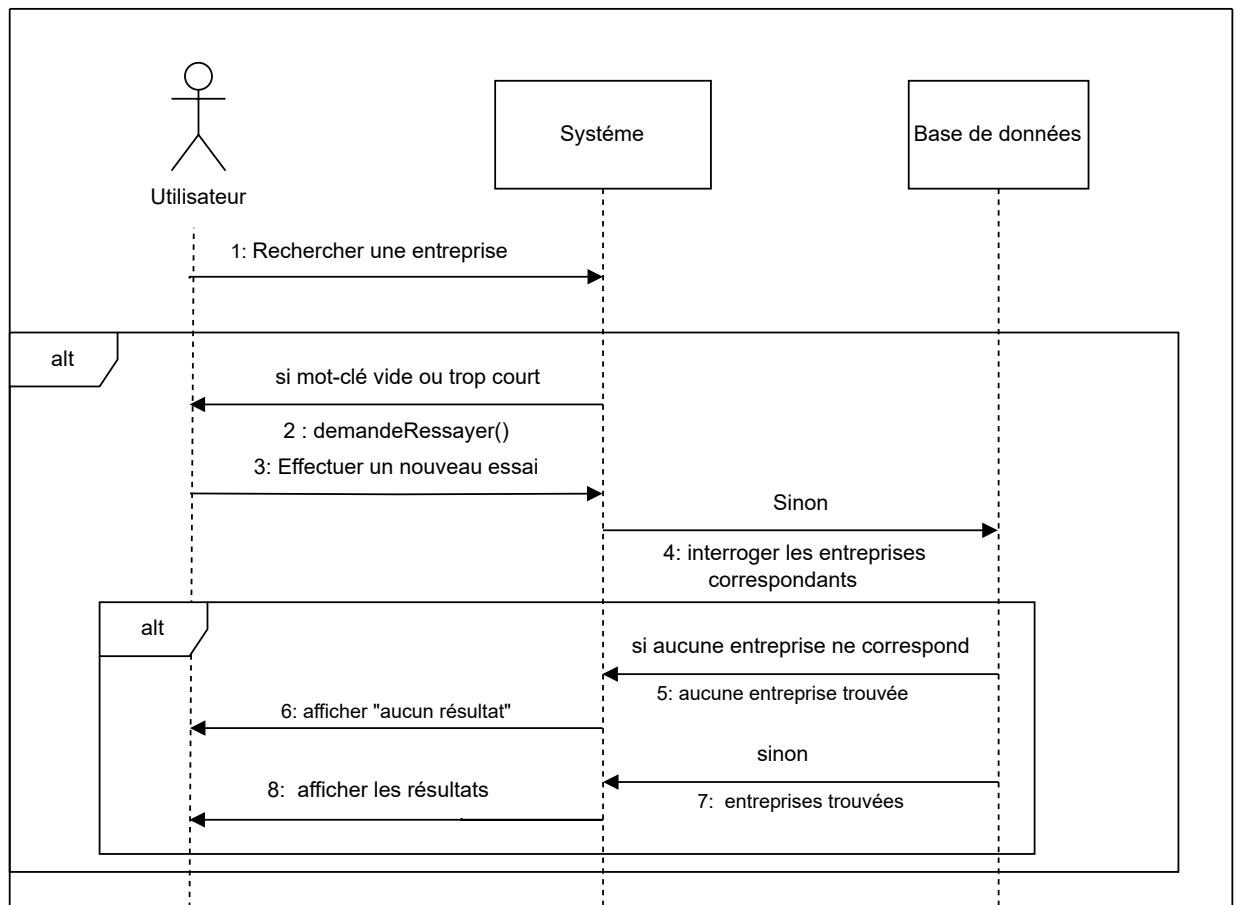 Systéme
Base de données
Utilisateur
1: Rechercher une entreprise
alt
si mot-clé vide ou trop court
2 : demandeRessayer()
3: Effectuer un nouveau essai
Sinon
4: interroger les entreprises
correspondants
alt
si aucune entreprise ne correspond
5: aucune entreprise trouvée
6: afficher "aucun résultat"
sinon
8:  afficher les résultats
7:  entreprises trouvées